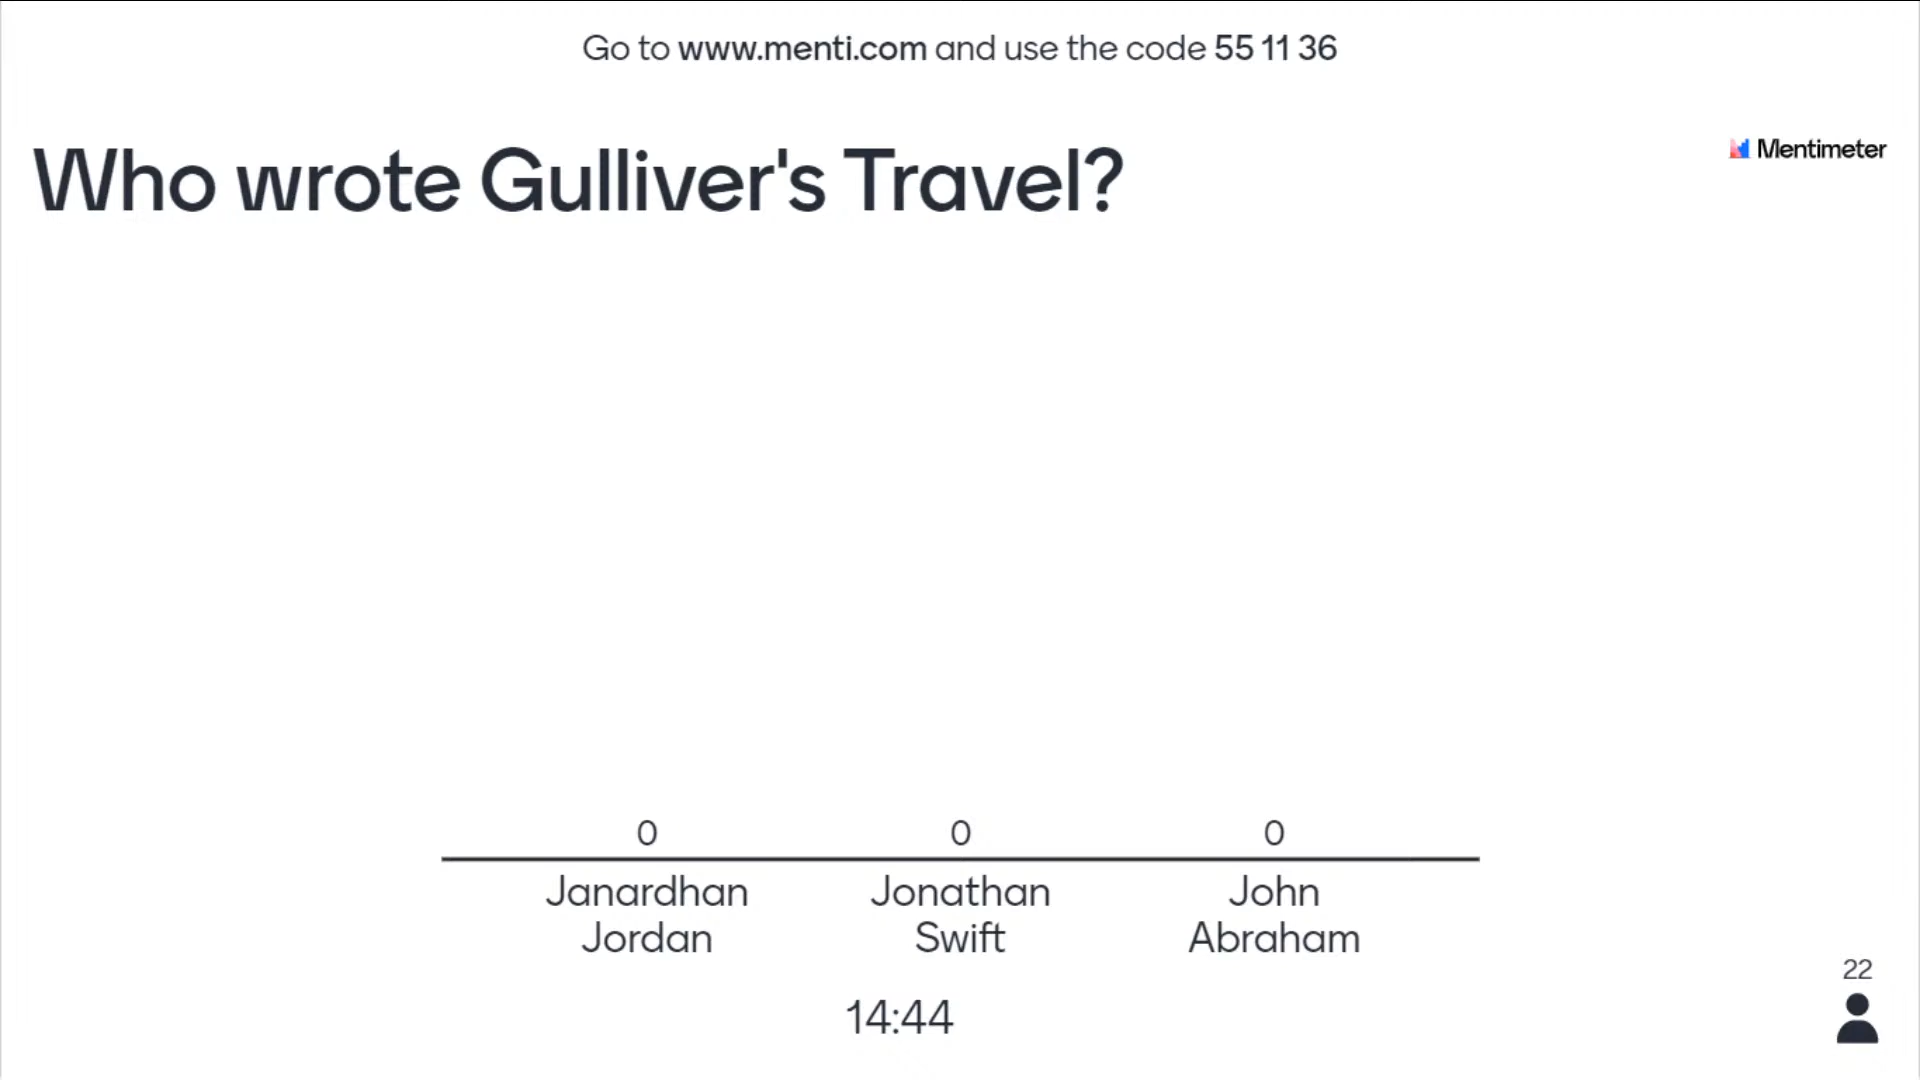 Go to www.menti.com and use the code 55 11 36
Who wrote Gulliver's Travel?
Mentimeter
0 0 0
Janardhan Jordan
Jonathan Swift
John Abraham
22
14:44